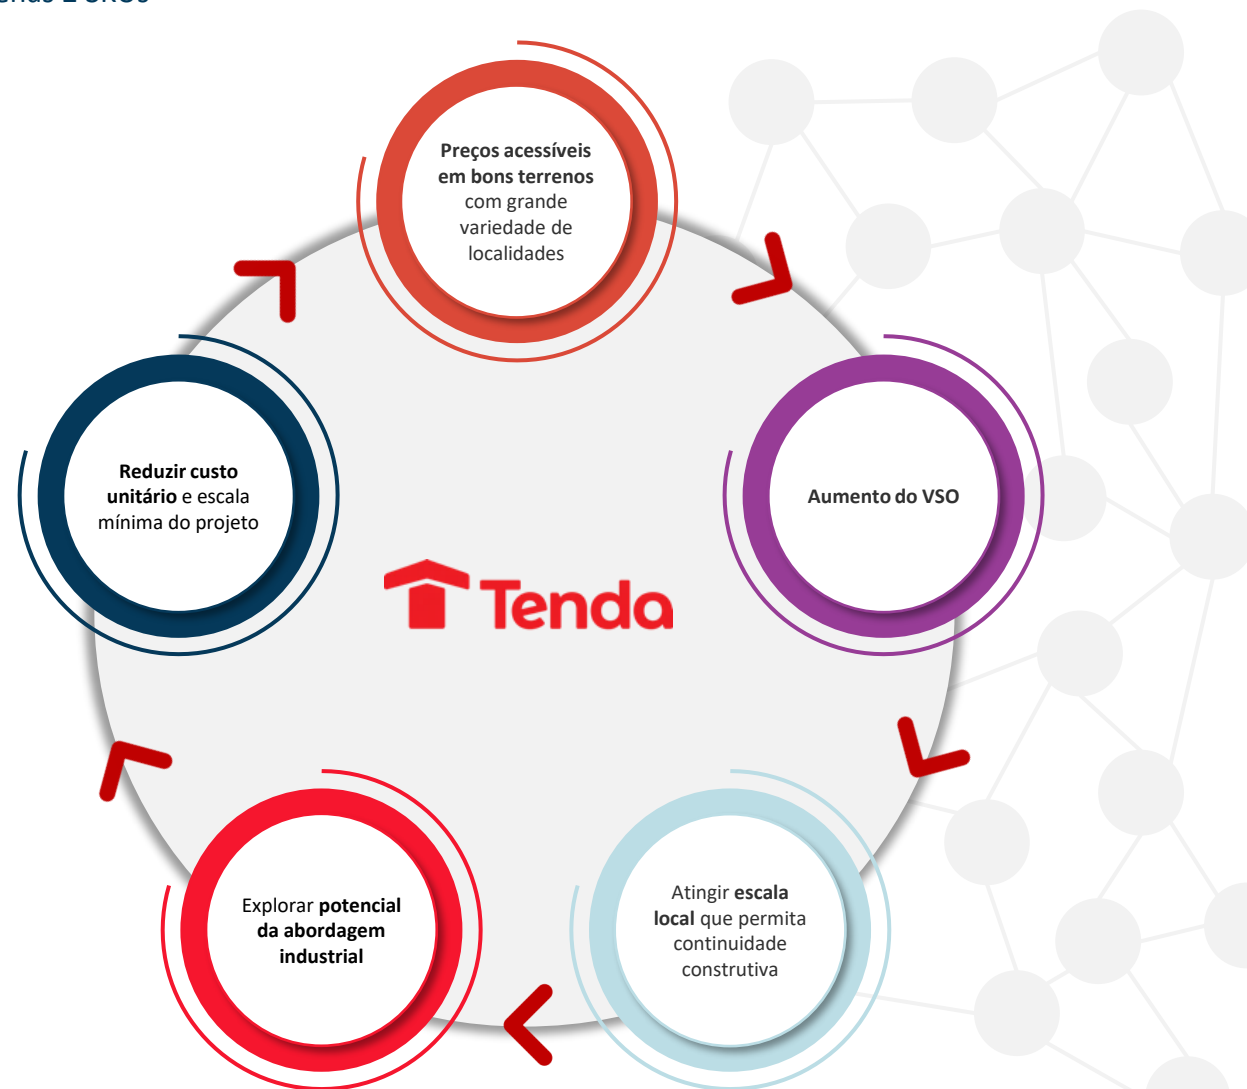 Preços acessíveis
em bons terrenos
com grande
variedade de
localidades
Reduzir custo
unitário e escala
mínima do projeto
Aumento do VSO
Tenda
Explorar potencial
da abordagem
industrial
Atingir escala
local que permita
continuidade
construtiva